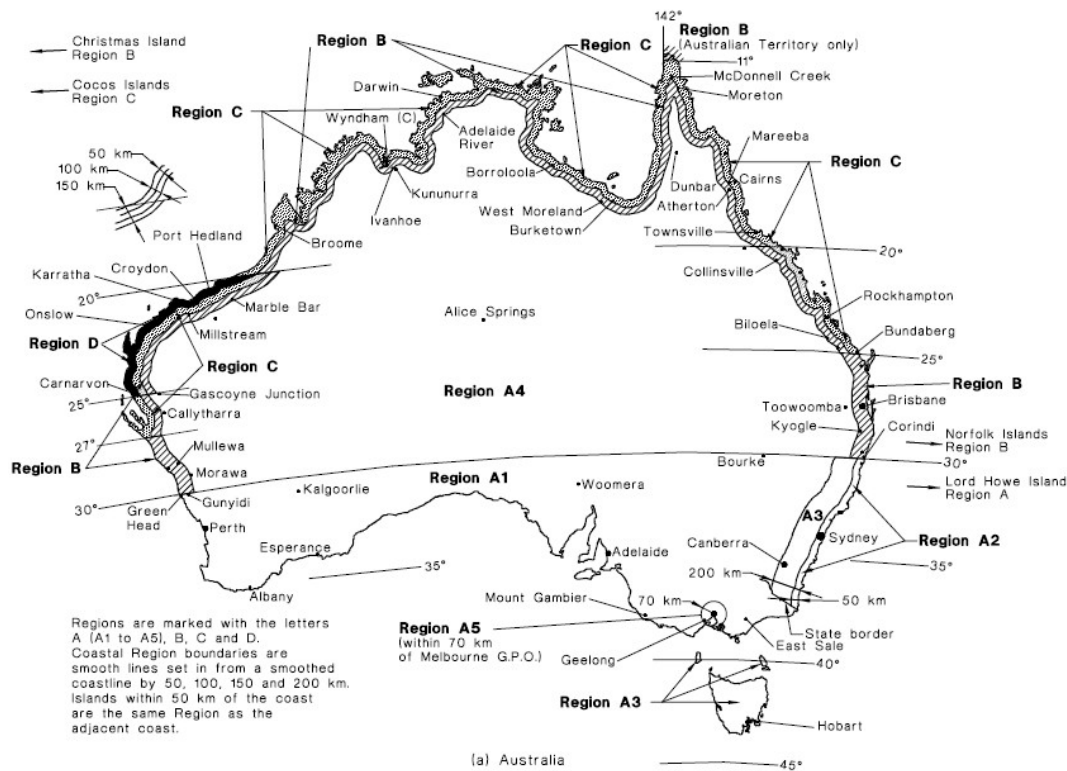 142°
Region B
(Australian Territory only)
11°
Christmas Island
Region B
Cocos Islands
Region C
Region B
Region C
McDonnell Creek
Moreton
Darwin
Region C
Wyndham (C)
Adelaide
River
Mareeba
Region C
50 km
100 km
150 km
Borroloola
Dunbar
Cairns
Atherton
Kununurra
Ivanhoe
West Moreland
Burketown
Townsville
20°
Port Hedland
Broome
Collinsville
Karratha
Croydon
20°
Marble Bar
Rockhampton
Onslow
Alice Springs
Millstream
Biloela
Bundaberg
Region D
25°
Region C
Carnarvon
Gascoyne Junction
Region A4
Region B
25°
Callytharra
Toowoomba
Brisbane
Kyogle
Corindi
27°
Mullewa
Norfolk Islands
Region B
Region B
Morawa
Bourke
30°
Region A1
Lord Howe Island
Region A
30°
Green
Head
Gunyidi
Kalgoorlie
Woomera
A3
Perth
Sydney
Region A2
Esperance
Adelaide
Canberra
35°
35°
200 km
Albany
Mount Gambier
70 km
50 km
Regions are marked with the letters
A (A1 to A5), B, C and D.
Coastal Region boundaries are
smooth lines set in from a smoothed
coastline by 50, 100, 150 and 200 km.
Islands within 50 km of the coast
are the same Region as the
adjacent coast.
Region A5
(within 70 km
of Melbourne G.P.O.)
State border
East Sale
Geelong
40°
Region A3
Hobart
(a) Australia
45°